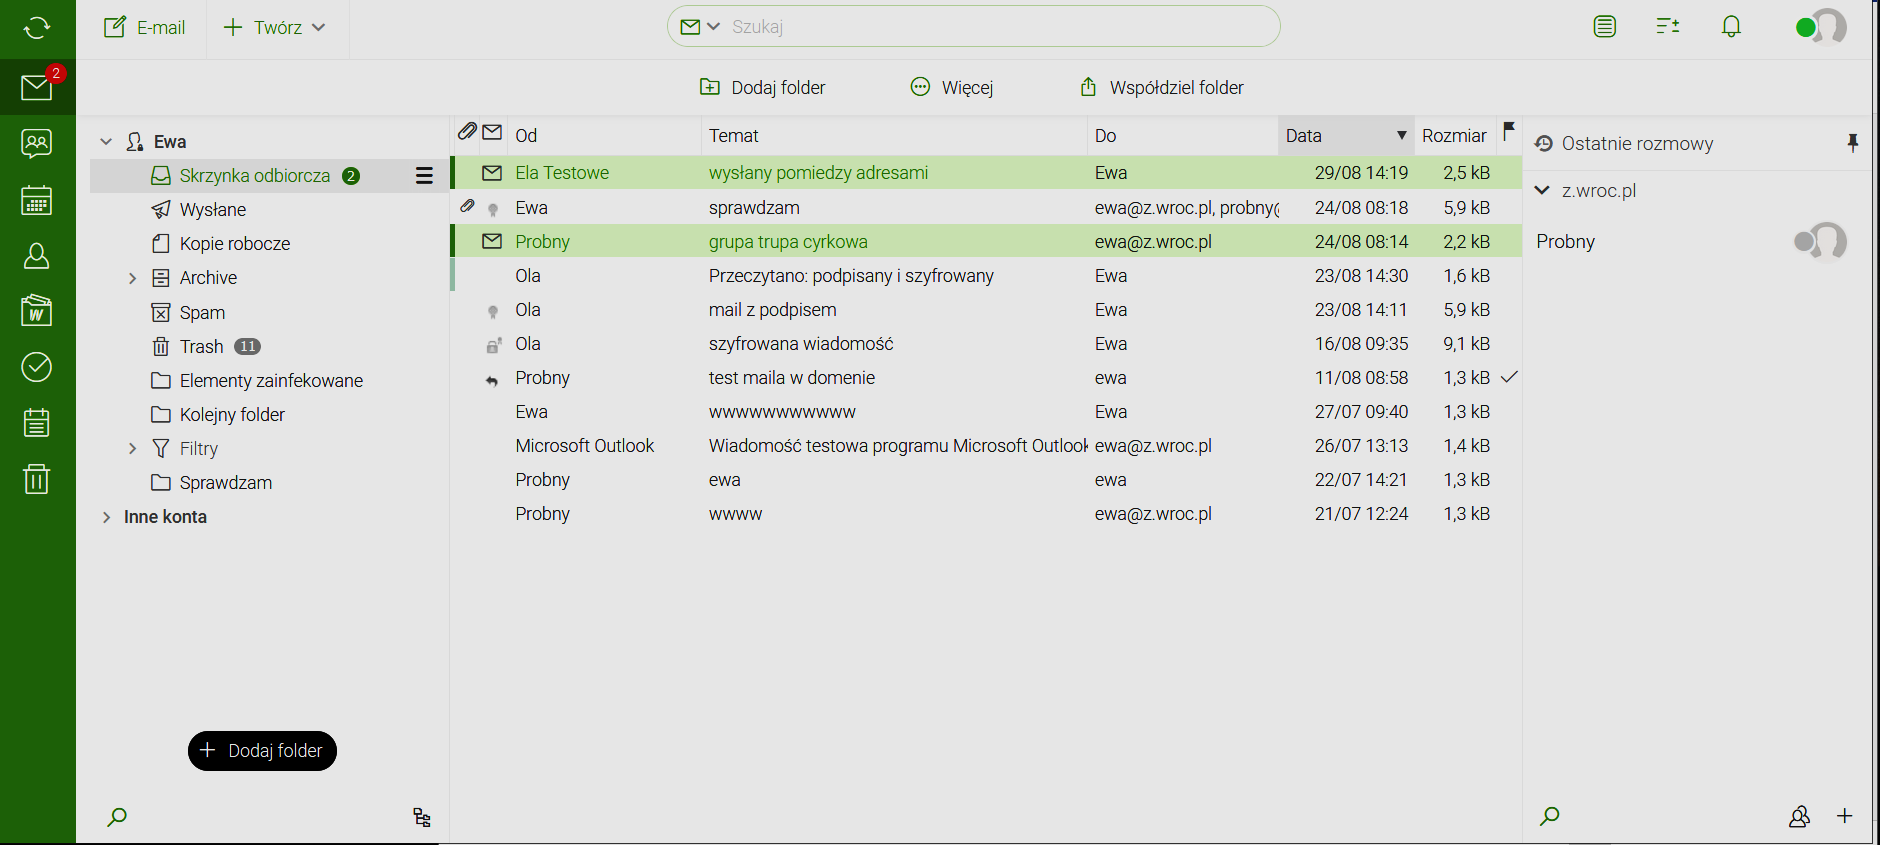 E-mail
Twórz
Szukaj
2
Dodaj folder
Więcej
Współdziel folder
Ewa
Skrzynka odbiorcza 2
Wysłane
Kopie robocze
Archive
Spam
Trash 11
Elementy zainfekowane
Kolejny folder
Filtry
Sprawdzam
Inne konta
Dodaj folder
Od Temat Do Data Rozmiar
Ela Testowe wysłany pomiedzy adresami Ewa 29/08 14:19 2,5 kB
Ewa sprawdzam ewa@z.wroc.pl, probny@ 24/08 08:18 5,9 kB
Probny grupa trupa cyrkowa ewa@z.wroc.pl 24/08 08:14 2,2 kB
Ola Przeczytano: podpisany i szyfrowany Ewa 23/08 14:30 1,6 kB
Ola mail z podpisem Ewa 23/08 14:11 5,9 kB
Ola szyfrowana wiadomość Ewa 16/08 09:35 9,1 kB
Probny test maila w domenie ewa 11/08 08:58 1,3 kB
Ewa wwwwwwwwwww Ewa 27/07 09:40 1,3 kB
Microsoft Outlook Wiadomość testowa programu Microsoft Outlook ewa@z.wroc.pl 26/07 13:13 1,4 kB
Probny ewa ewa 22/07 14:21 1,3 kB
Probny wwww ewa@z.wroc.pl 21/07 12:24 1,3 kB
Ostatnie rozmowy
z.wroc.pl
Probny